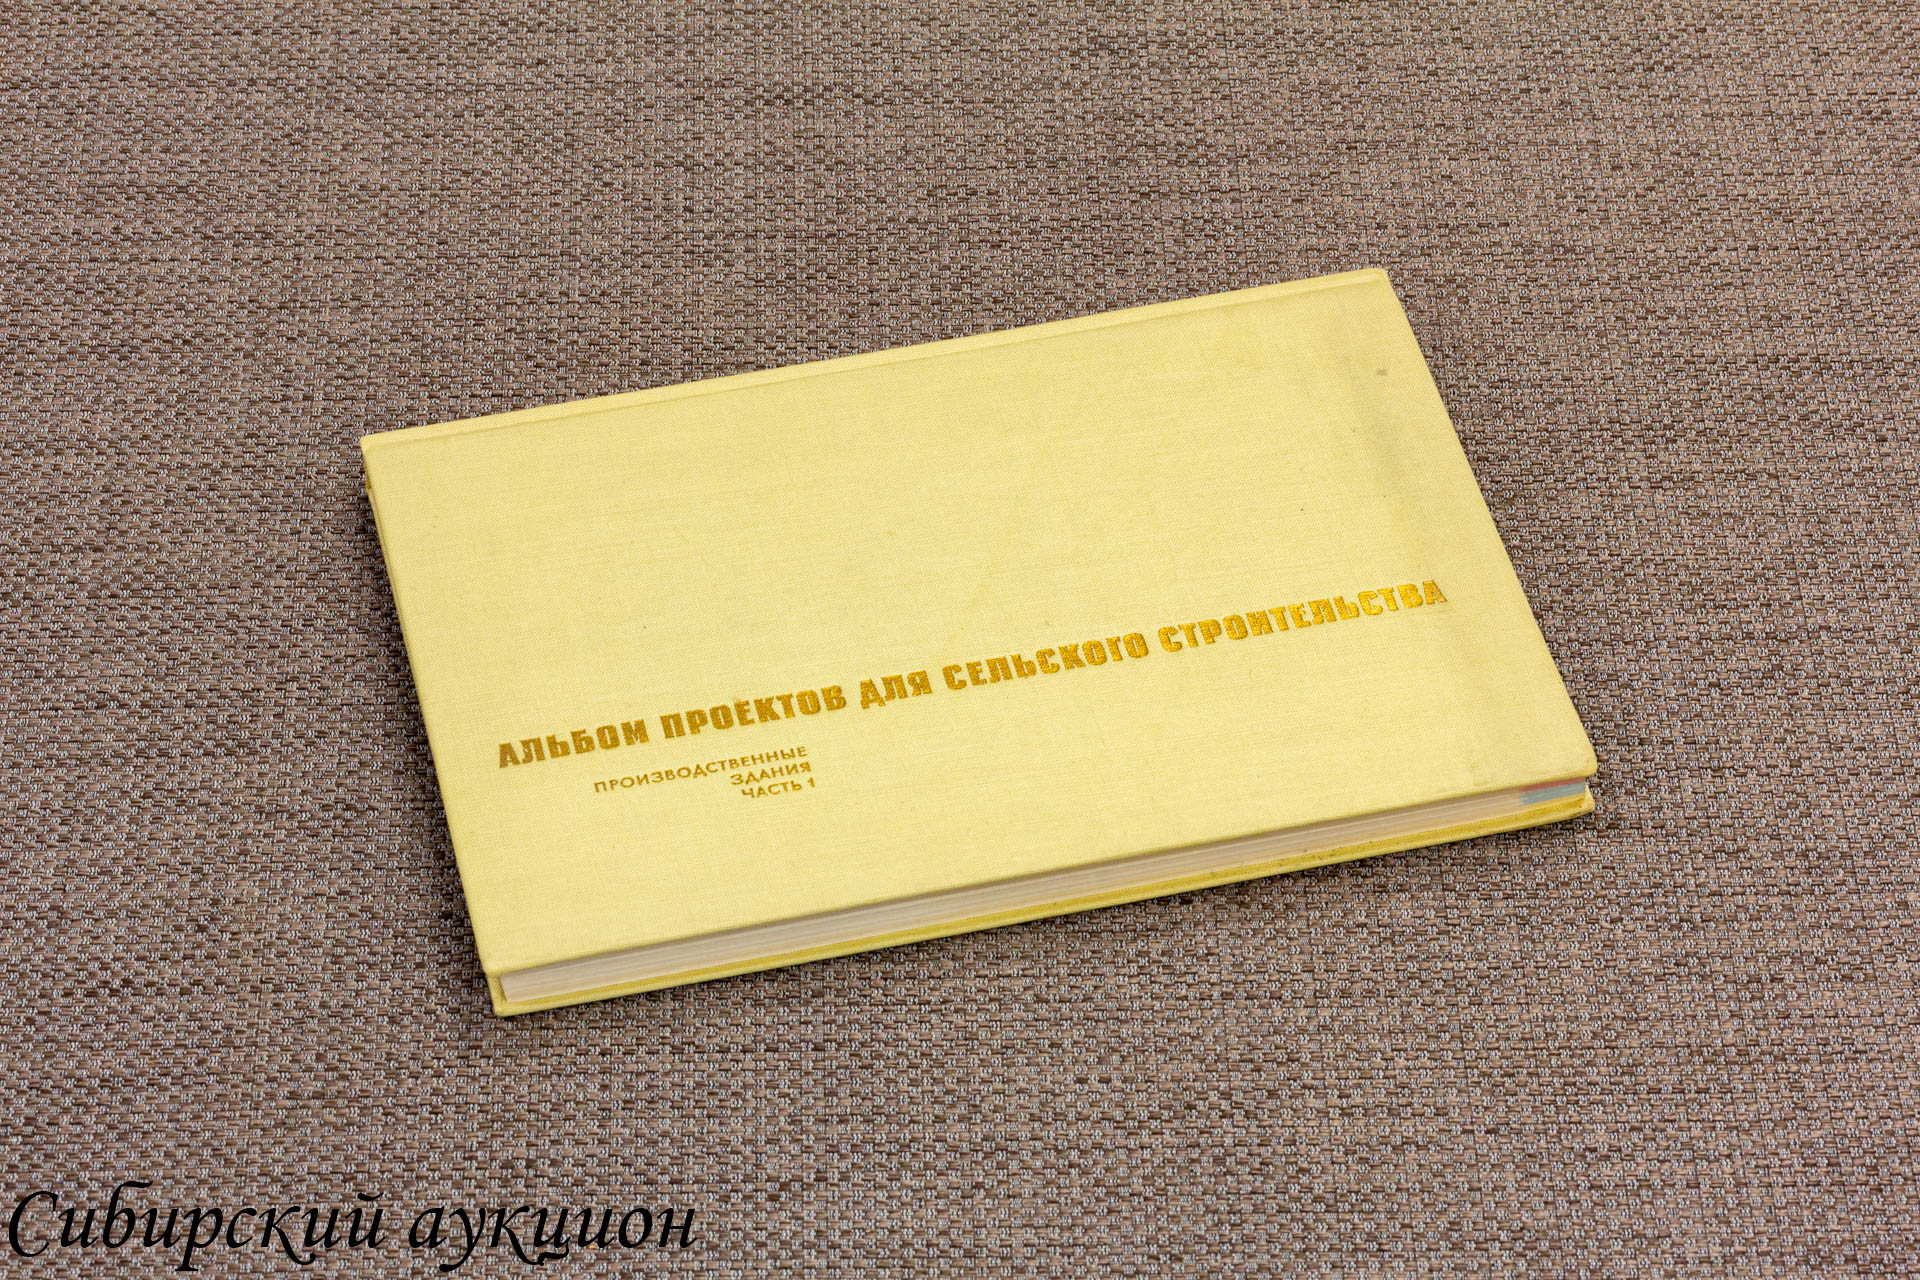 АЛЬБОМ ПРОЕКТОВ ДЛЯ СЕЛЬСКОГО СТРОИТЕЛЬСТВА
ПРОИЗВОДСТВЕННЫЕ
ЗДАНИЯ
ЧАСТЬ 1
Сибирский аукцион